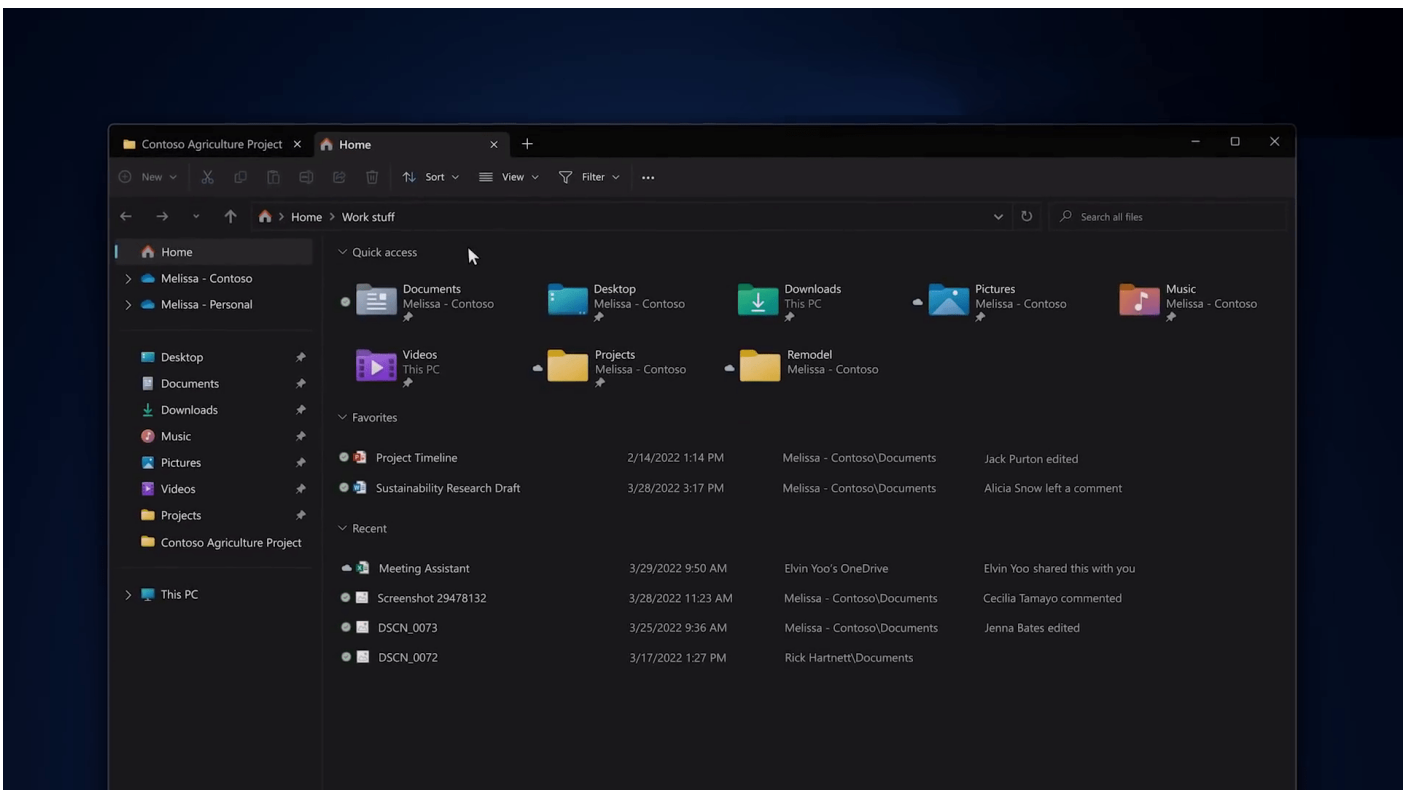 Contoso Agriculture Project
Home
New
Sort
View
Filter
Home > Work stuff
Search all files
Home
Melissa - Contoso
Melissa - Personal
Desktop
Documents
Downloads
Music
Pictures
Videos
Projects
Contoso Agriculture Project
This PC
Quick access
Documents
Melissa - Contoso
Desktop
Melissa - Contoso
Downloads
This PC
Pictures
Melissa - Contoso
Music
Melissa - Contoso
Videos
This PC
Projects
Melissa - Contoso
Remodel
Melissa - Contoso
Favorites
Project Timeline 2/14/2022 1:14 PM Melissa - Contoso\Documents Jack Purton edited
Sustainability Research Draft 3/28/2022 3:17 PM Melissa - Contoso\Documents Alicia Snow left a comment
Recent
Meeting Assistant 3/29/2022 9:50 AM Elvin Yoo's OneDrive Elvin Yoo shared this with you
Screenshot 29478132 3/28/2022 11:23 AM Melissa - Contoso\Documents Cecilia Tamayo commented
DSCN_0073 3/25/2022 9:36 AM Melissa - Contoso\Documents Jenna Bates edited
DSCN_0072 3/17/2022 1:27 PM Rick Hartnett\Documents